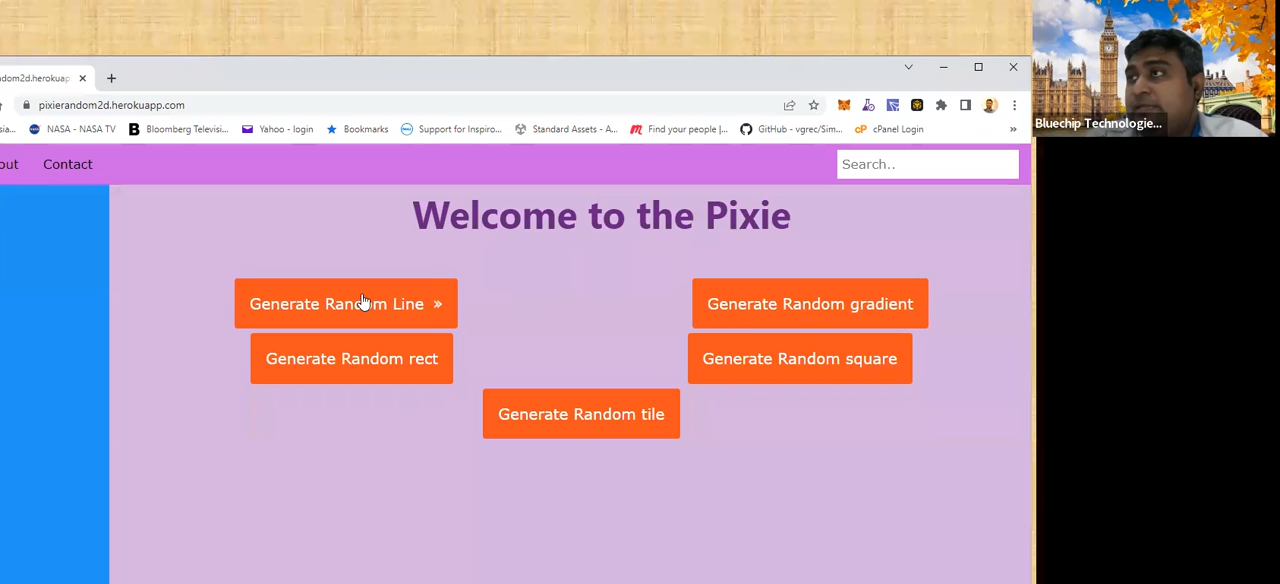 dom2d.herokuap
pixierandom2d.herokuapp.com
sia...
NASA - NASA TV
Bloomberg Televisi...
Yahoo - login
Bookmarks
Support for Inspiro...
Standard Assets - A...
Find your people |...
GitHub - vgrec/Sim...
cPanel Login
»
out
Contact
Search..
Welcome to the Pixie
Generate Random Line »
Generate Random gradient
Generate Random rect
Generate Random square
Generate Random tile
Bluechip Technologie...